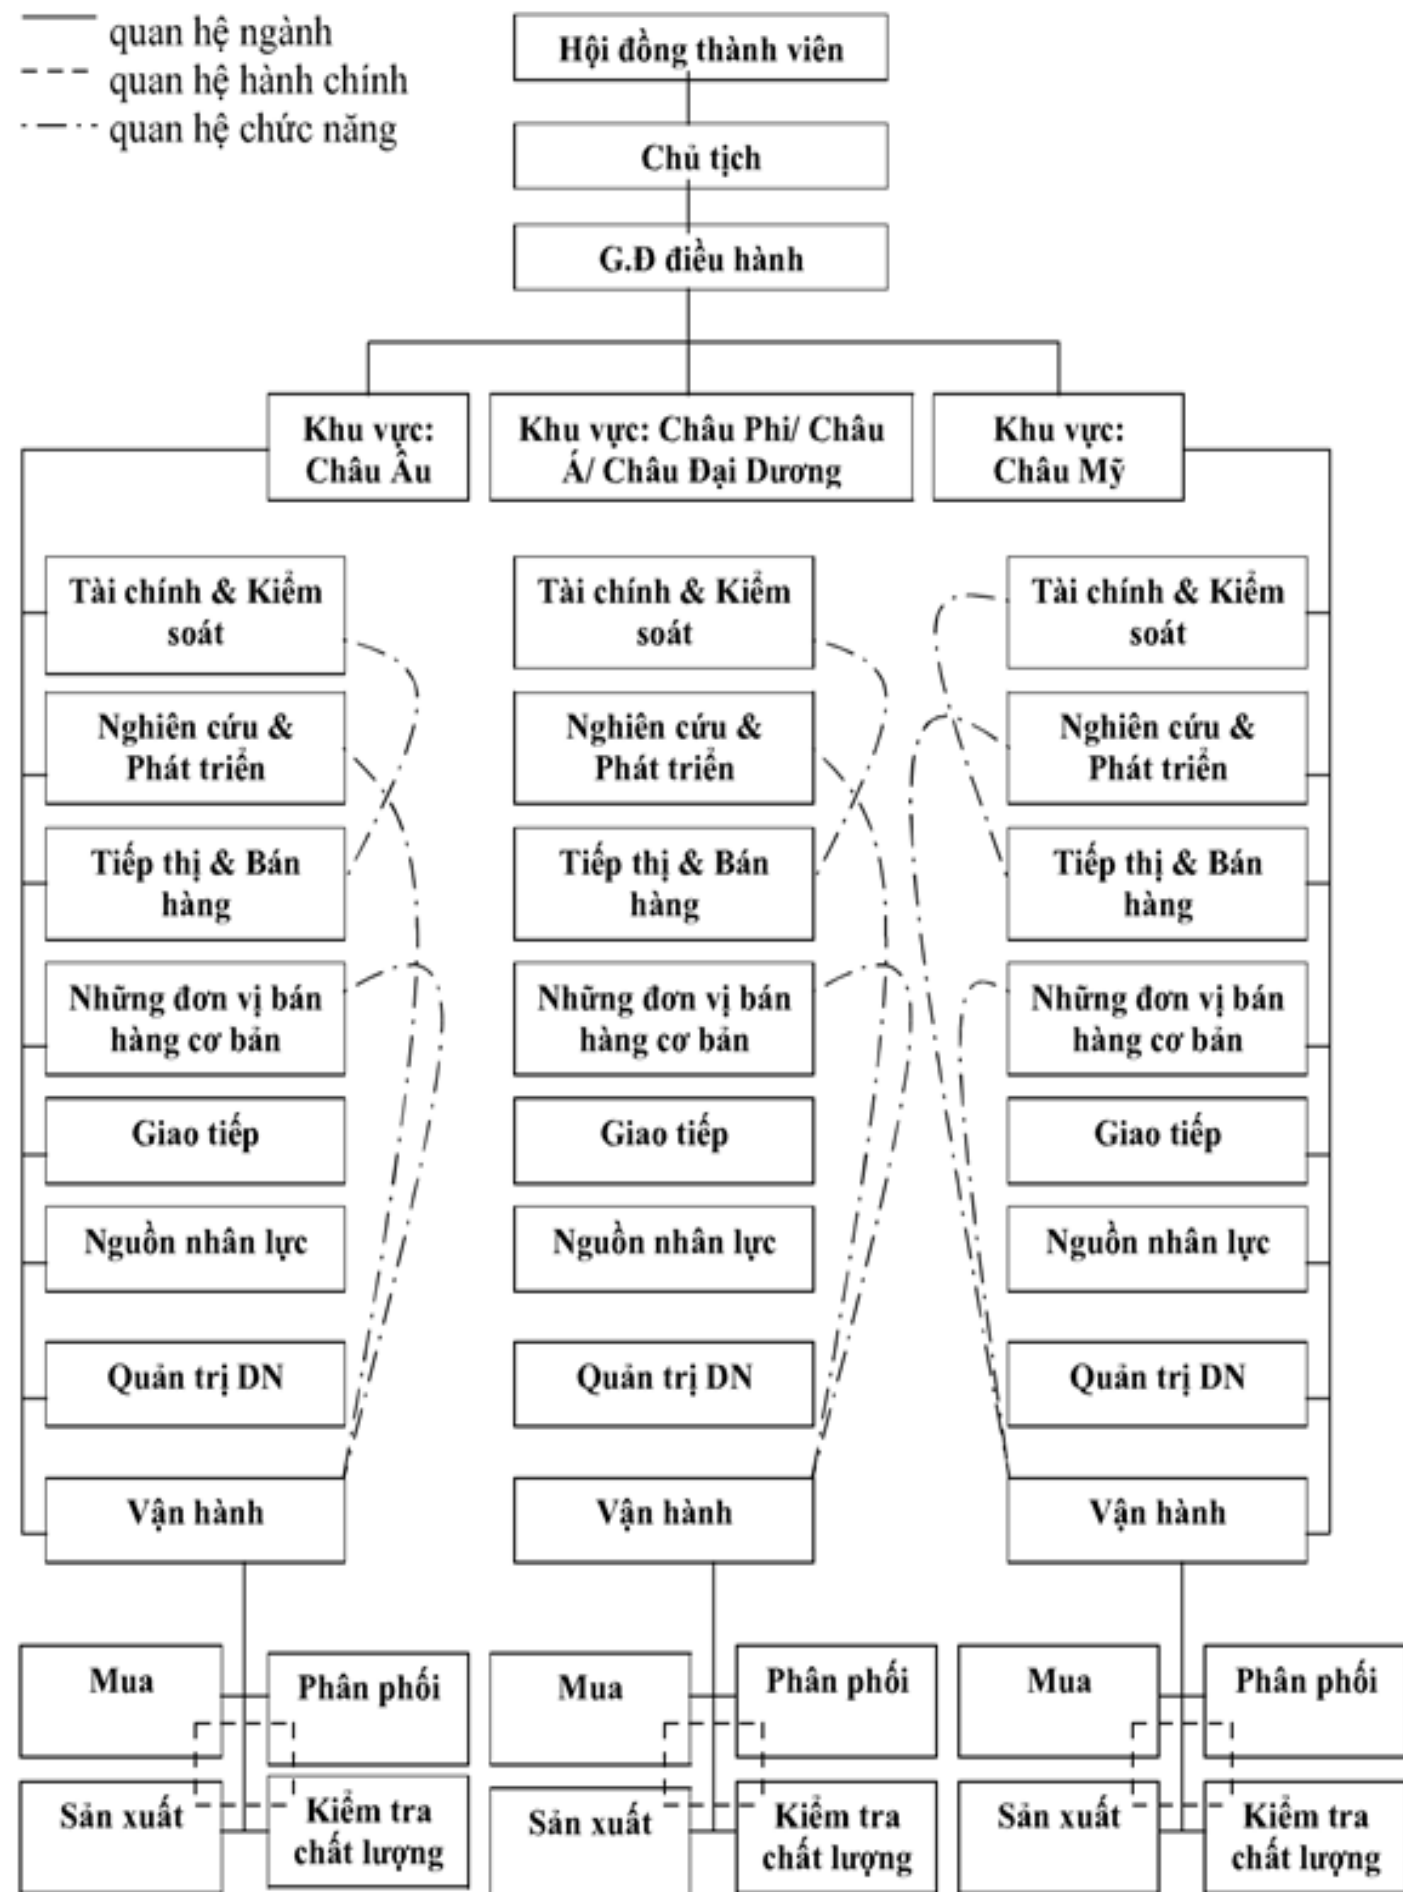 quan hệ ngành
quan hệ hành chính
quan hệ chức năng
Hội đồng thành viên
Chủ tịch
G.Đ điều hành
Khu vực:
Châu Âu
Khu vực: Châu Phi/ Châu
Á/ Châu Đại Dương
Khu vực:
Châu Mỹ
Tài chính & Kiểm
soát
Nghiên cứu &
Phát triển
Tiếp thị & Bán
hàng
Những đơn vị bán
hàng cơ bản
Giao tiếp
Nguồn nhân lực
Quản trị DN
Vận hành
Tài chính & Kiểm
soát
Nghiên cứu &
Phát triển
Tiếp thị & Bán
hàng
Những đơn vị bán
hàng cơ bản
Giao tiếp
Nguồn nhân lực
Quản trị DN
Vận hành
Tài chính & Kiểm
soát
Nghiên cứu &
Phát triển
Tiếp thị & Bán
hàng
Những đơn vị bán
hàng cơ bản
Giao tiếp
Nguồn nhân lực
Quản trị DN
Vận hành
Mua
Phân phối
Sản xuất
Kiểm tra
chất lượng
Mua
Phân phối
Sản xuất
Kiểm tra
chất lượng
Mua
Phân phối
Sản xuất
Kiểm tra
chất lượng